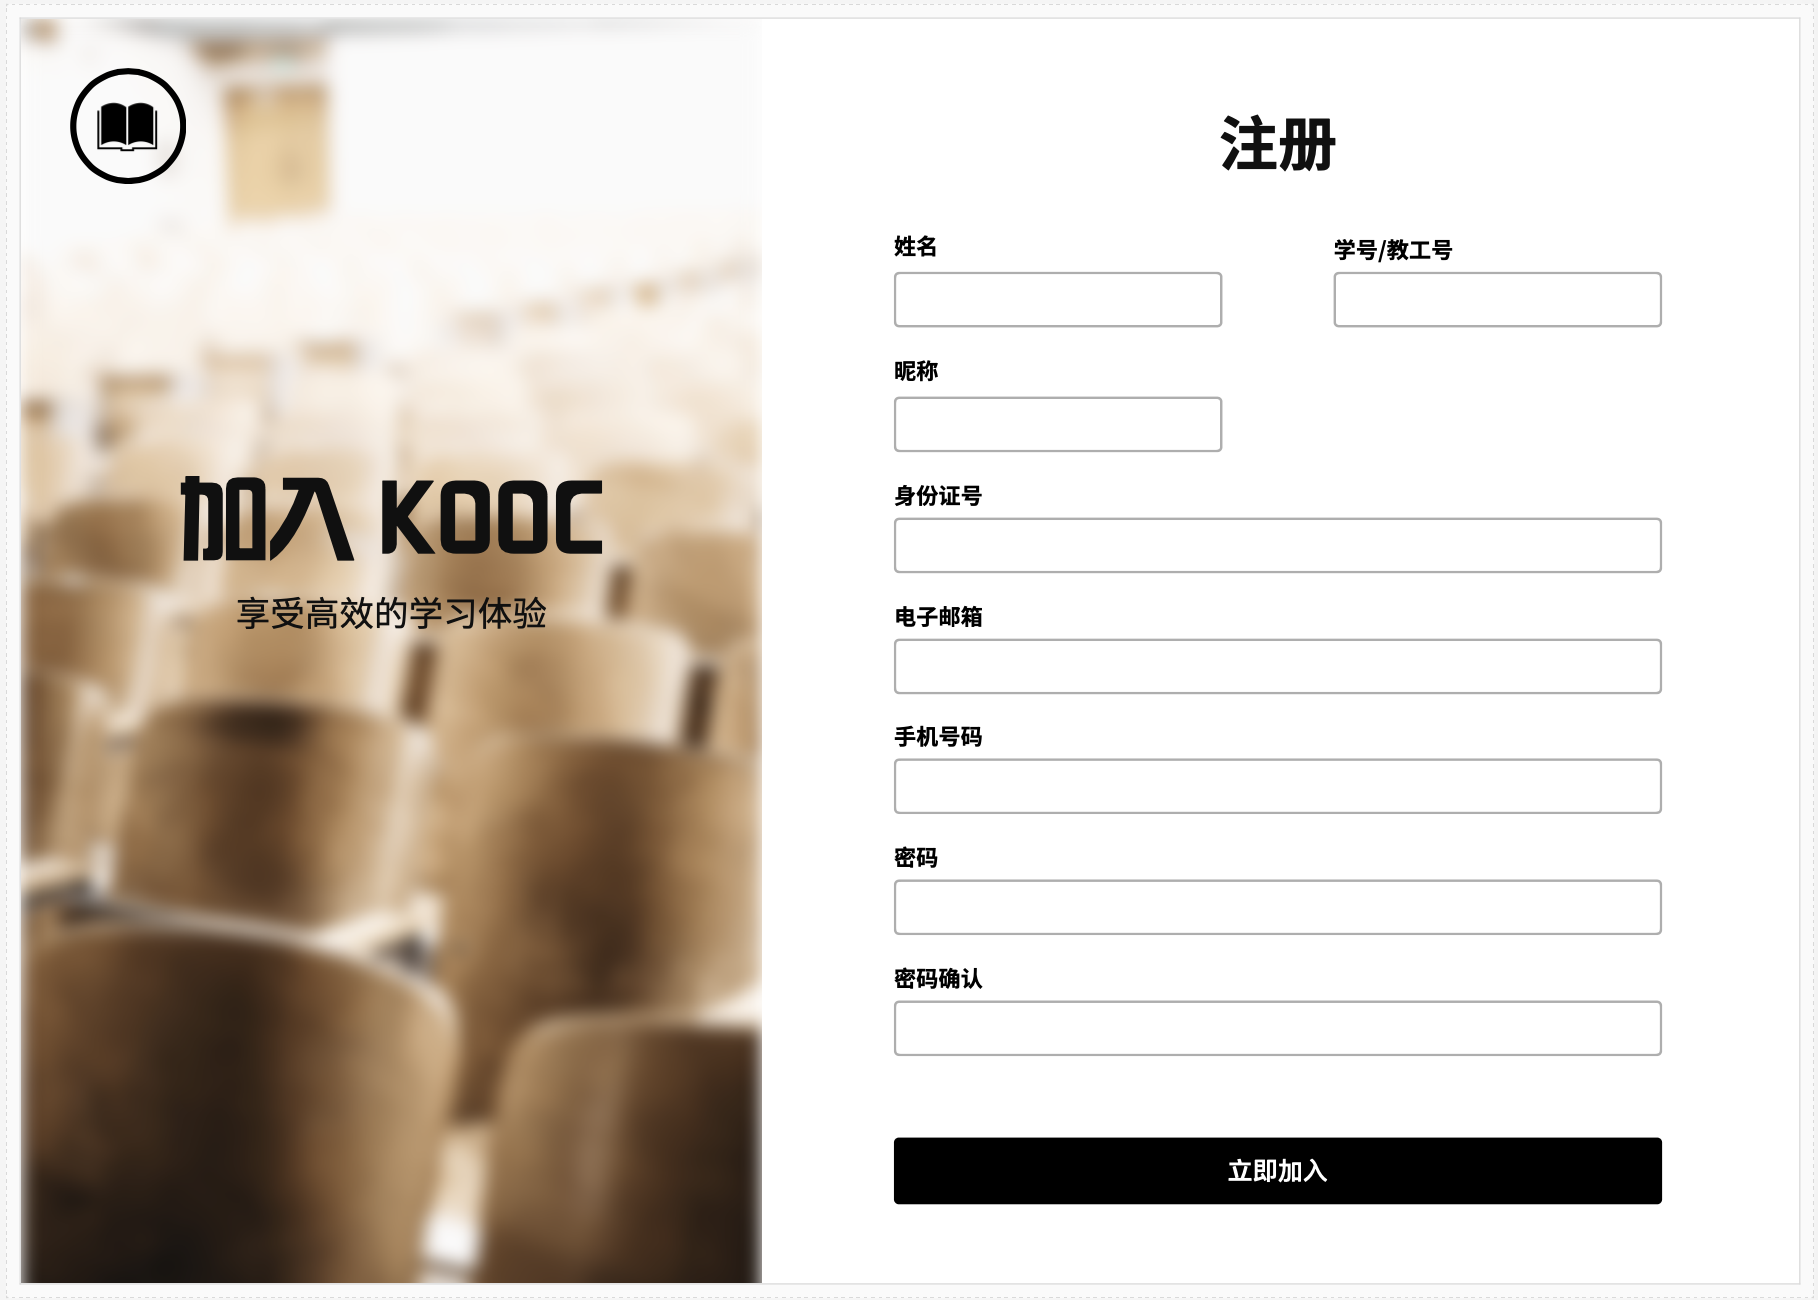 加入 KOOC
享受高效的学习体验
注册
姓名
学号/教工号
昵称
身份证号
电子邮箱
手机号码
密码
密码确认
立即加入